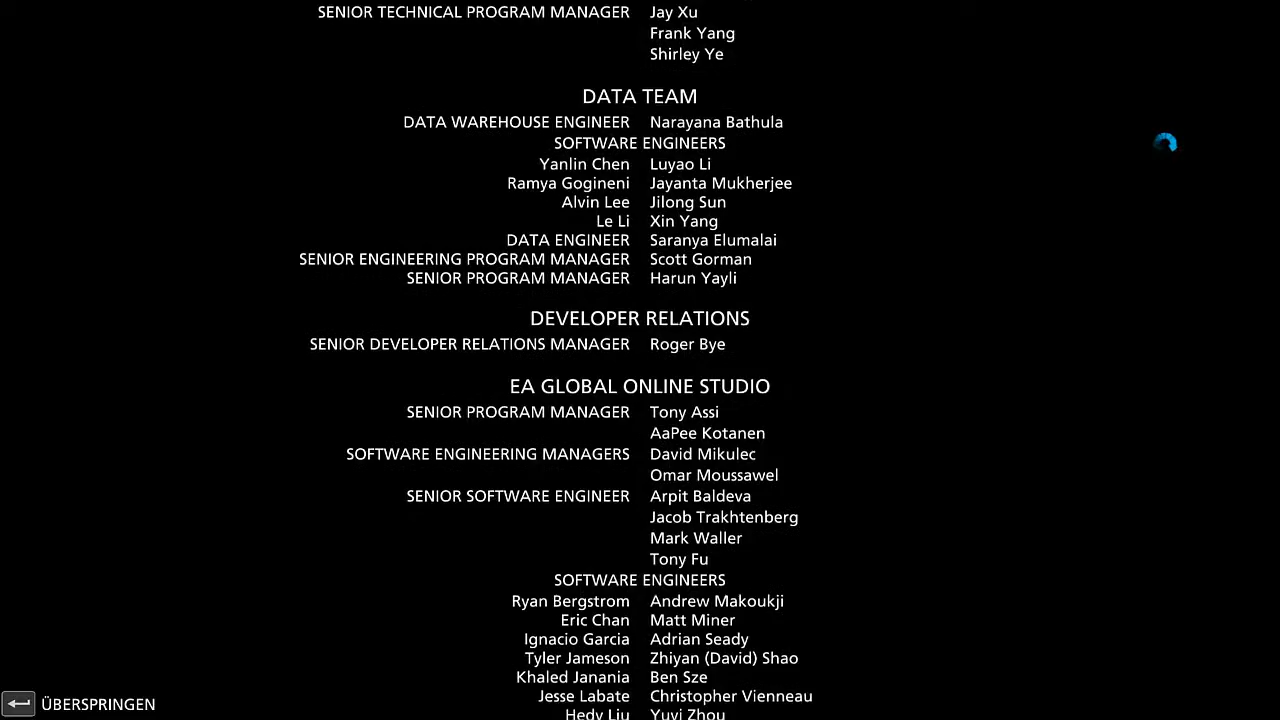 SENIOR TECHNICAL PROGRAM MANAGER Jay Xu
Frank Yang
Shirley Ye
DATA TEAM
DATA WAREHOUSE ENGINEER Narayana Bathula
SOFTWARE ENGINEERS
Yanlin Chen Luyao Li
Ramya Gogineni Jayanta Mukherjee
Alvin Lee Jilong Sun
Le Li Xin Yang
DATA ENGINEER Saranya Elumalai
SENIOR ENGINEERING PROGRAM MANAGER Scott Gorman
SENIOR PROGRAM MANAGER Harun Yayli
DEVELOPER RELATIONS
SENIOR DEVELOPER RELATIONS MANAGER Roger Bye
EA GLOBAL ONLINE STUDIO
SENIOR PROGRAM MANAGER Tony Assi
AaPee Kotanen
SOFTWARE ENGINEERING MANAGERS David Mikulec
Omar Moussawel
SENIOR SOFTWARE ENGINEER Arpit Baldeva
Jacob Trakhtenberg
Mark Waller
Tony Fu
SOFTWARE ENGINEERS
Ryan Bergstrom Andrew Makoukji
Eric Chan Matt Miner
Ignacio Garcia Adrian Seady
Tyler Jameson Zhiyan (David) Shao
Khaled Janania Ben Sze
Jesse Labate Christopher Vienneau
Hedy Liu Yuyi Zhou
ÜBERSPRINGEN